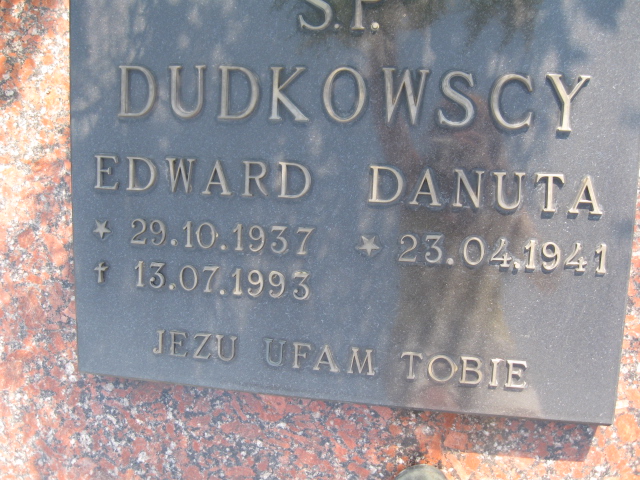 S.P.
DUDKOWSCY
EDWARD DANUTA
* 29.10.1937 * 23.04.1941
† 13.07.1993
JEZU UFAM TOBIE